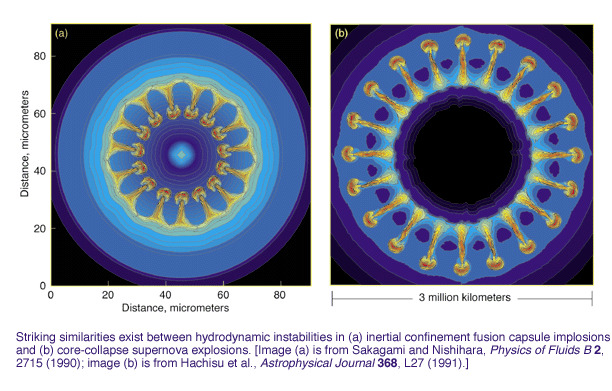 (a)
(b)
80
60
40
20
0
Distance, micrometers
0 20 40 60 80
Distance, micrometers
3 million kilometers
Striking similarities exist between hydrodynamic instabilities in (a) inertial confinement fusion capsule implosions
and (b) core-collapse supernova explosions. [Image (a) is from Sakagami and Nishihara, Physics of Fluids B 2,
2715 (1990); image (b) is from Hachisu et al., Astrophysical Journal 368, L27 (1991).]